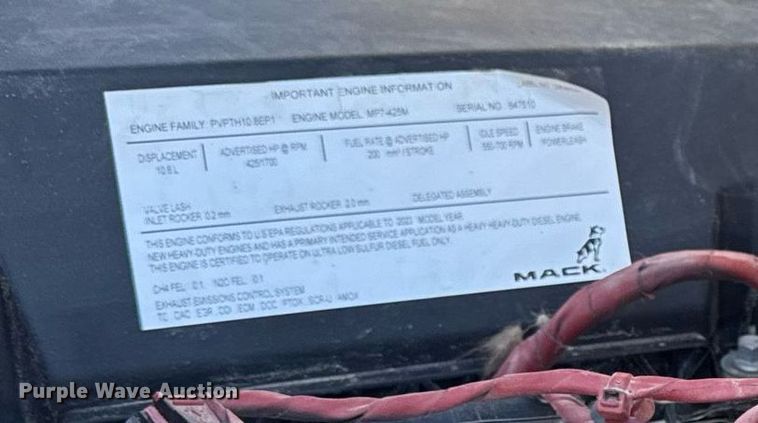 IMPORTANT ENGINE INFORMATION
ENGINE FAMILY: PVPTH10.8EP1 ENGINE MODEL: MP7-425M SERIAL NO: 847510
DISPLACEMENT ADVERTISED HP @ RPM FUEL RATE @ ADVERTISED HP IDLE SPEED ENGINE BRAKE
10.8 L 425/1700 200 mm³ / STROKE 550-700 RPM POWERLEASH
VALVE LASH
INLET ROCKER 0.2 mm EXHAUST ROCKER 2.0 mm DELEGATED ASSEMBLY
THIS ENGINE CONFORMS TO U.S EPA REGULATIONS APPLICABLE TO 2023 MODEL YEAR
NEW HEAVY-DUTY ENGINES AND HAS A PRIMARY INTENDED SERVICE APPLICATION AS A HEAVY HEAVY-DUTY DIESEL ENGINE.
THIS ENGINE IS CERTIFIED TO OPERATE ON ULTRA LOW SULFUR DIESEL FUEL ONLY.
CH4 FEL: 0.1 N2O FEL: 0.1
EXHAUST EMISSIONS CONTROL SYSTEM
TC CAC EGR CDI ECM DOC PTOX SCR-U AMOX
MACK
Purple Wave Auction